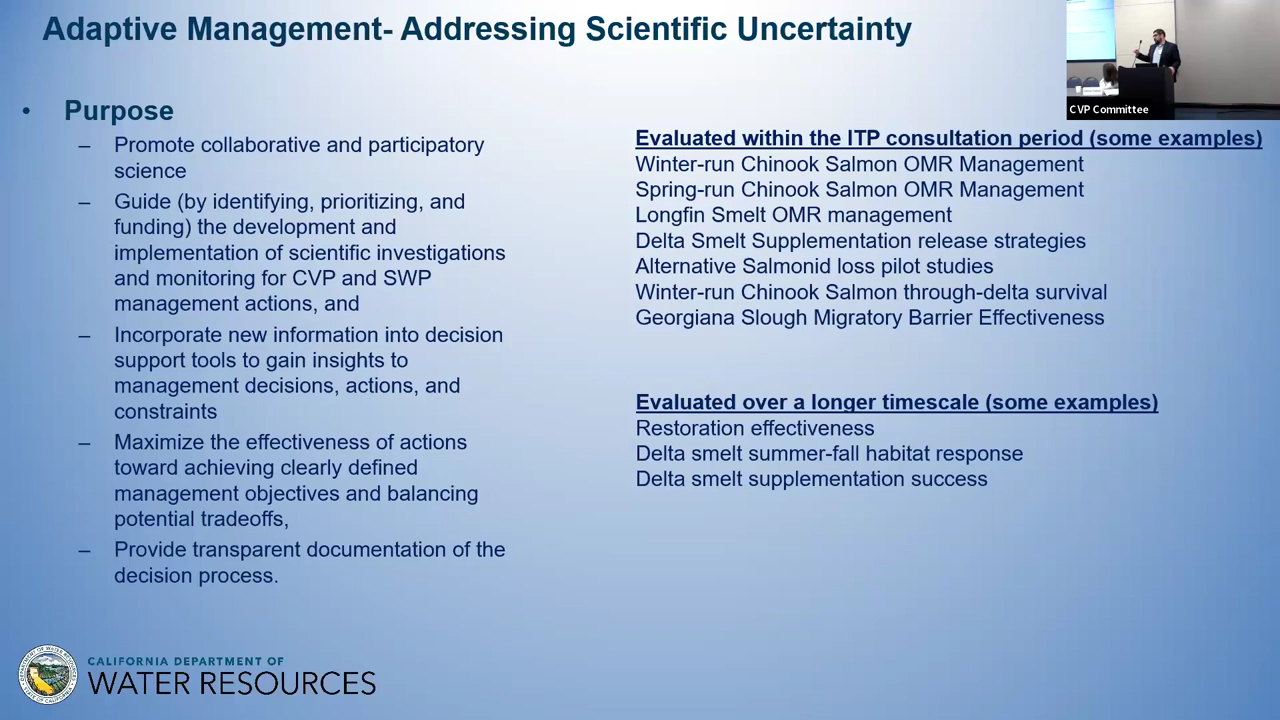 Adaptive Management- Addressing Scientific Uncertainty
CVP Committee
• Purpose
– Promote collaborative and participatory
science
– Guide (by identifying, prioritizing, and
funding) the development and
implementation of scientific investigations
and monitoring for CVP and SWP
management actions, and
– Incorporate new information into decision
support tools to gain insights to
management decisions, actions, and
constraints
– Maximize the effectiveness of actions
toward achieving clearly defined
management objectives and balancing
potential tradeoffs,
– Provide transparent documentation of the
decision process.
Evaluated within the ITP consultation period (some examples)
Winter-run Chinook Salmon OMR Management
Spring-run Chinook Salmon OMR Management
Longfin Smelt OMR management
Delta Smelt Supplementation release strategies
Alternative Salmonid loss pilot studies
Winter-run Chinook Salmon through-delta survival
Georgiana Slough Migratory Barrier Effectiveness
Evaluated over a longer timescale (some examples)
Restoration effectiveness
Delta smelt summer-fall habitat response
Delta smelt supplementation success
CALIFORNIA DEPARTMENT OF
WATER RESOURCES